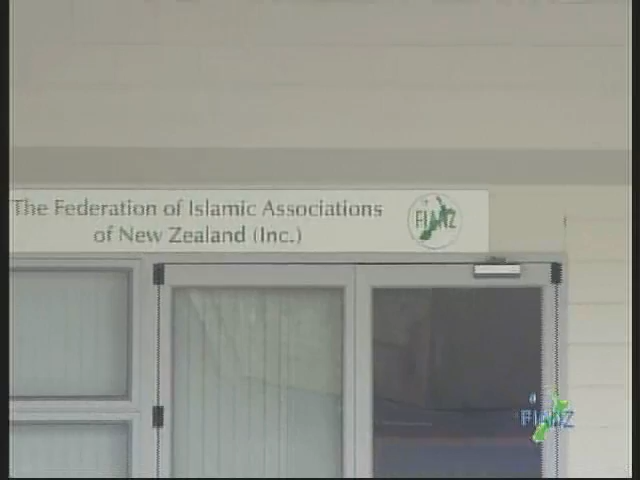 The Federation of Islamic Associations
of New Zealand (Inc.)
FIANZ
FIANZ